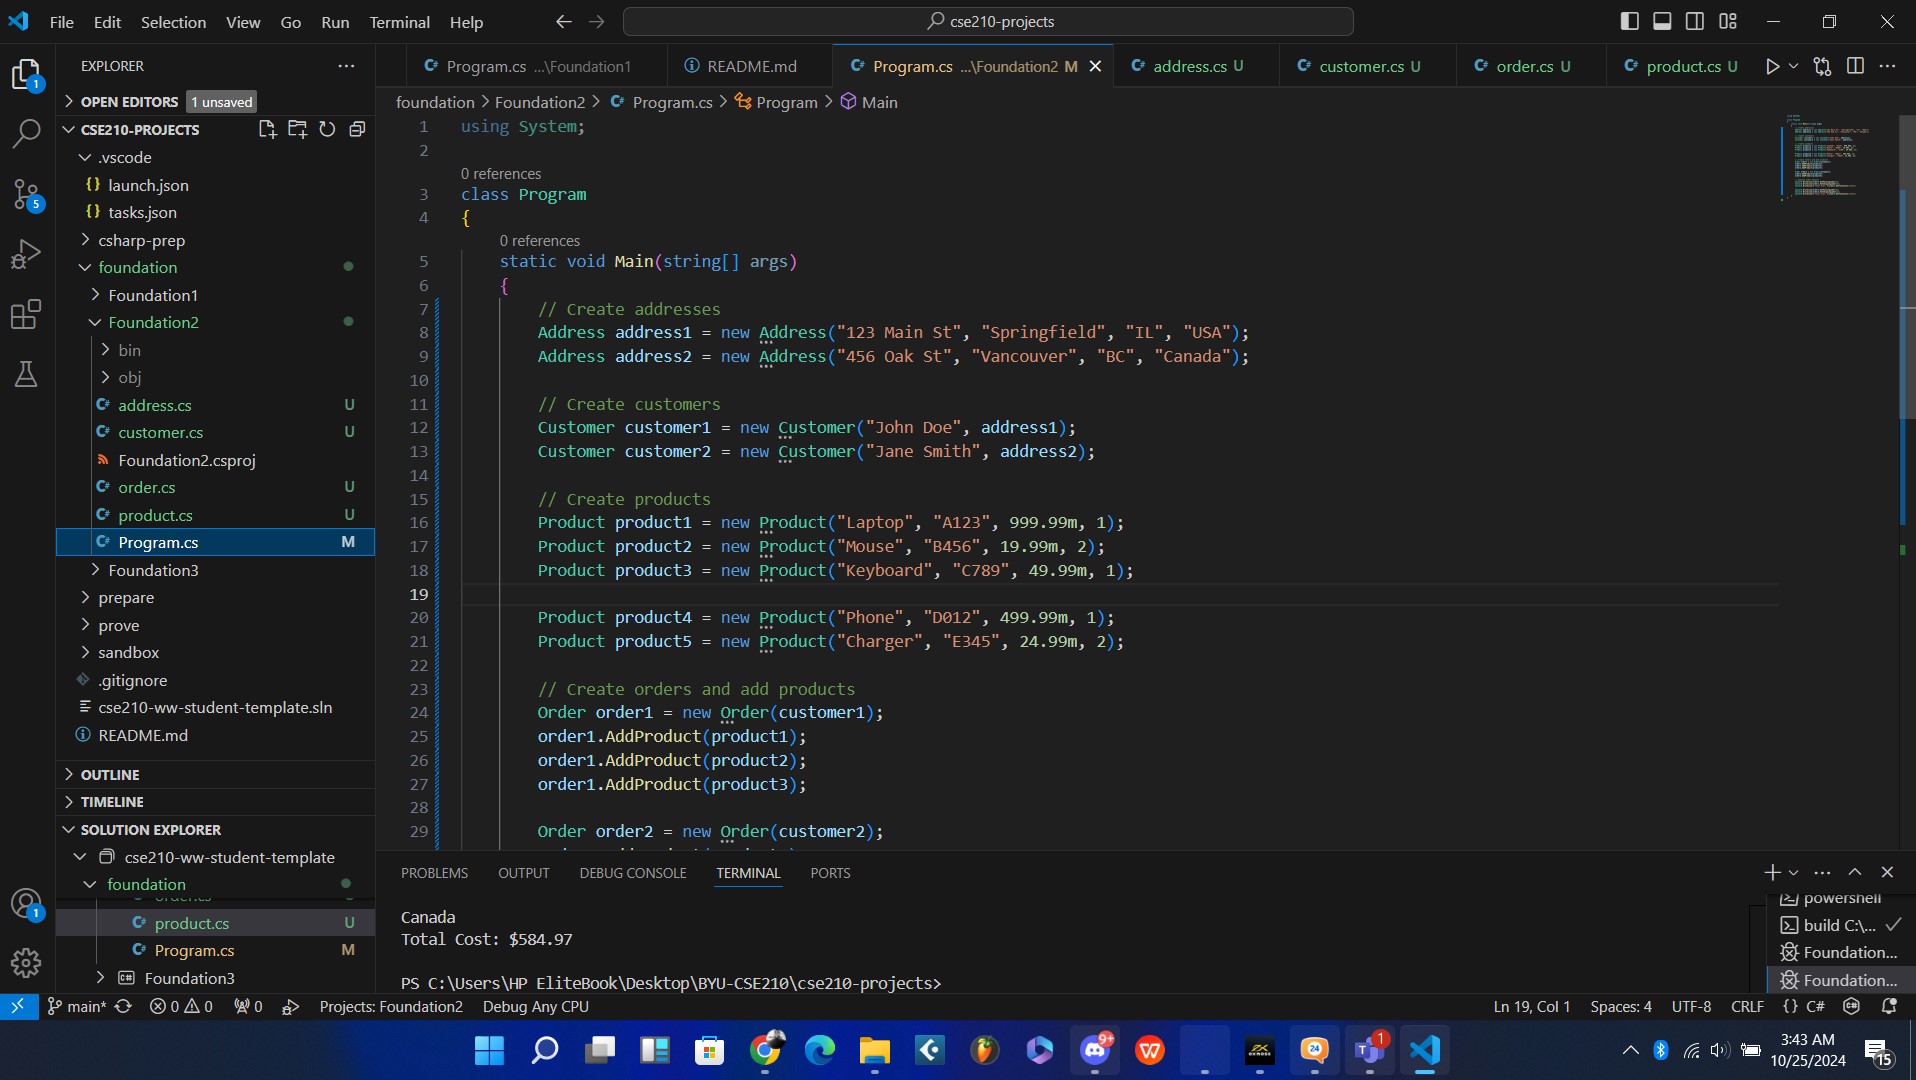 File Edit Selection View Go Run Terminal Help
cse210-projects
EXPLORER
OPEN EDITORS 1 unsaved
CSE210-PROJECTS
.vscode
{} launch.json
{} tasks.json
csharp-prep
foundation
Foundation1
Foundation2
bin
obj
C# address.cs U
C# customer.cs U
Foundation2.csproj
C# order.cs U
C# product.cs U
C# Program.cs M
Foundation3
prepare
prove
sandbox
.gitignore
cse210-ww-student-template.sln
README.md
OUTLINE
TIMELINE
SOLUTION EXPLORER
cse210-ww-student-template
foundation
C# product.cs U
C# Program.cs M
C# Foundation3
C# Program.cs ...\Foundation1
README.md
C# Program.cs ...\Foundation2 M
C# address.cs U
C# customer.cs U
C# order.cs U
C# product.cs U
foundation > Foundation2 > C# Program.cs > Program > Main
1 using System;
2
0 references
3 class Program
4 {
0 references
5 static void Main(string[] args)
6 {
7 // Create addresses
8 Address address1 = new Address("123 Main St", "Springfield", "IL", "USA");
9 Address address2 = new Address("456 Oak St", "Vancouver", "BC", "Canada");
10
11 // Create customers
12 Customer customer1 = new Customer("John Doe", address1);
13 Customer customer2 = new Customer("Jane Smith", address2);
14
15 // Create products
16 Product product1 = new Product("Laptop", "A123", 999.99m, 1);
17 Product product2 = new Product("Mouse", "B456", 19.99m, 2);
18 Product product3 = new Product("Keyboard", "C789", 49.99m, 1);
19
20 Product product4 = new Product("Phone", "D012", 499.99m, 1);
21 Product product5 = new Product("Charger", "E345", 24.99m, 2);
22
23 // Create orders and add products
24 Order order1 = new Order(customer1);
25 order1.AddProduct(product1);
26 order1.AddProduct(product2);
27 order1.AddProduct(product3);
28
29 Order order2 = new Order(customer2);
PROBLEMS OUTPUT DEBUG CONSOLE TERMINAL PORTS
Canada
Total Cost: $584.97
PS C:\Users\HP EliteBook\Desktop\BYU-CSE210\cse210-projects>
powershell
build C:\...
Foundation...
Foundation...
main* 0 0 0 Projects: Foundation2 Debug Any CPU
Ln 19, Col 1 Spaces: 4 UTF-8 CRLF {} C#
3:43 AM
10/25/2024
15